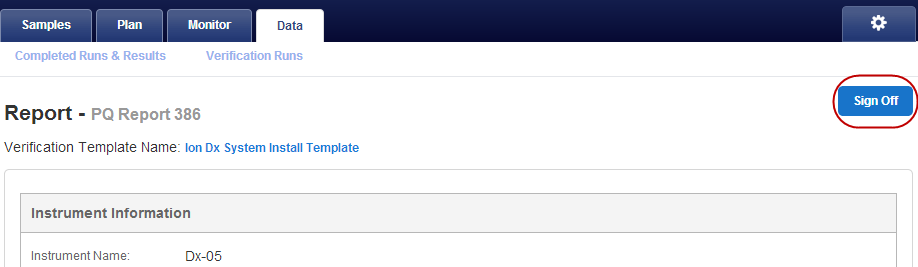 Samples Plan Monitor Data
Completed Runs & Results Verification Runs
Sign Off
Report - PQ Report 386
Verification Template Name: Ion Dx System Install Template
Instrument Information
Instrument Name: Dx-05